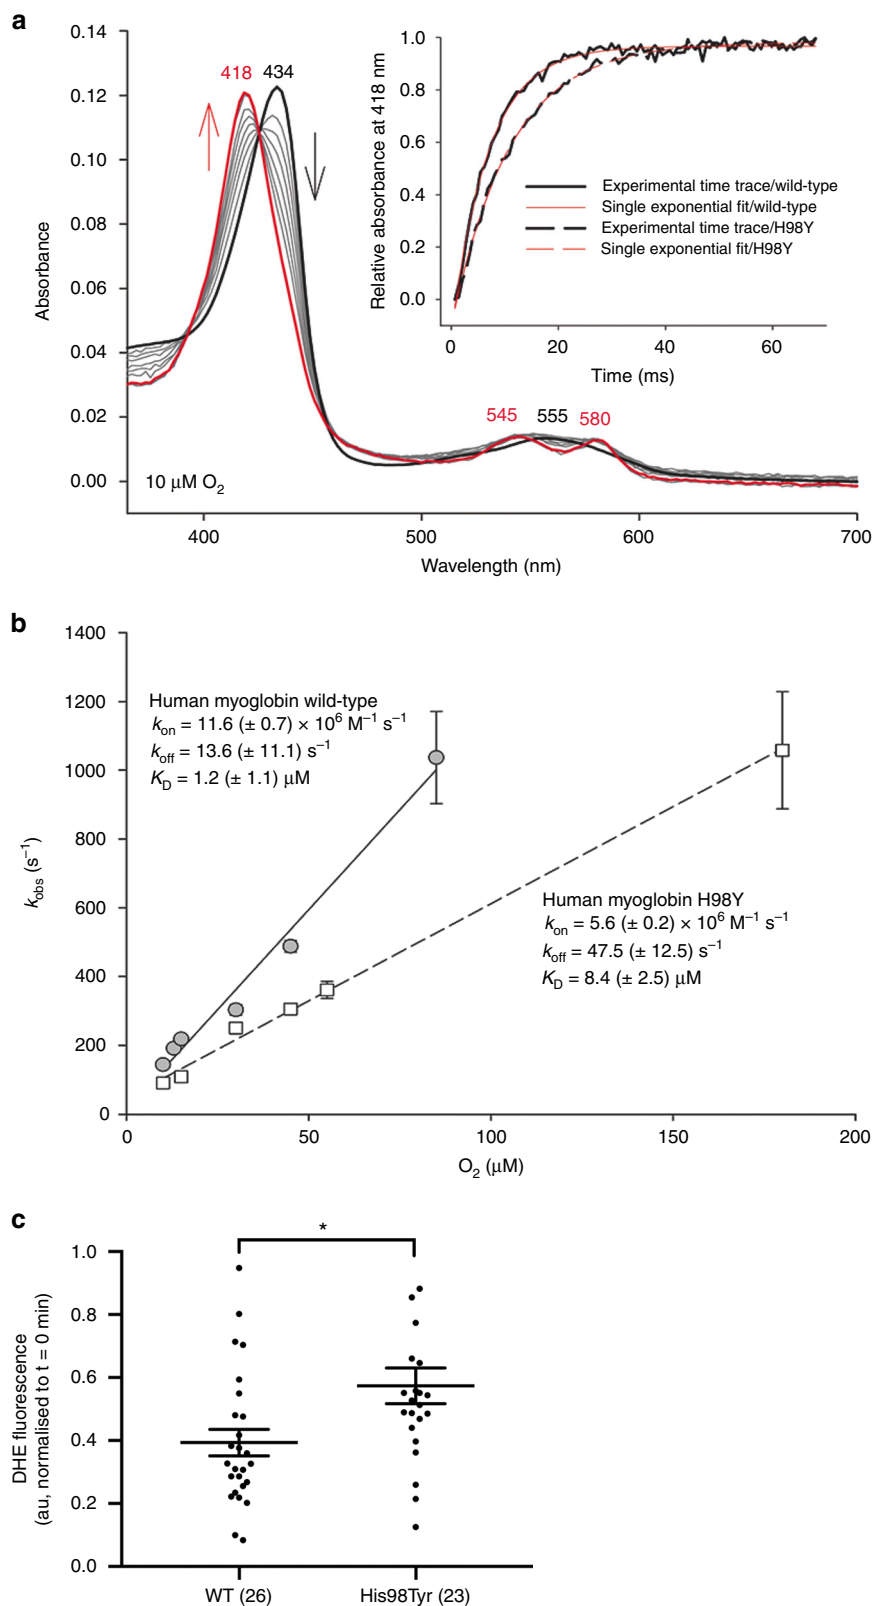 a
0.14
0.12
0.10
0.08
0.06
0.04
0.02
0.00
Absorbance
418 434
545 555 580
10 μM O2
400 500 600 700
Wavelength (nm)
1.0
0.8
0.6
0.4
0.2
0.0
Relative absorbance at 418 nm
Experimental time trace/wild-type
Single exponential fit/wild-type
Experimental time trace/H98Y
Single exponential fit/H98Y
0 20 40 60
Time (ms)
b
1400
1200
1000
800
600
400
200
0
kobs (s−1)
Human myoglobin wild-type
kon = 11.6 (± 0.7) × 10⁶ M−1 s−1
koff = 13.6 (± 11.1) s−1
KD = 1.2 (± 1.1) μM
Human myoglobin H98Y
kon = 5.6 (± 0.2) × 10⁶ M−1 s−1
koff = 47.5 (± 12.5) s−1
KD = 8.4 (± 2.5) μM
0 50 100 150 200
O2 (μM)
c
*
1.0
0.8
0.6
0.4
0.2
0.0
DHE fluorescence
(au, normalised to t = 0 min)
WT (26) His98Tyr (23)